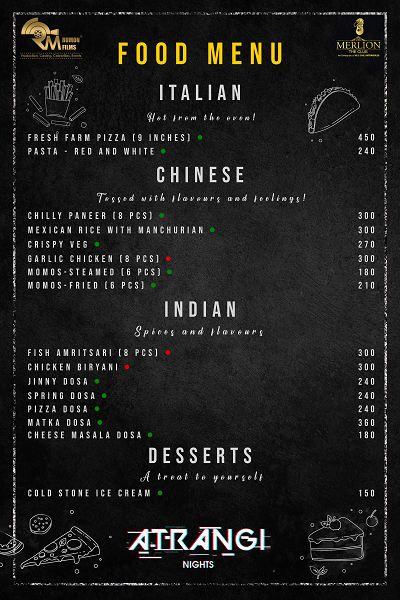 RUMON
FILMS
FOOD MENU
MERLION
THE CLUB
ITALIAN
Hot from the oven!
FRESH FARM PIZZA (9 INCHES) 450
PASTA - RED AND WHITE 240
CHINESE
Tossed with flavours and feelings!
CHILLY PANEER (8 PCS) 300
MEXICAN RICE WITH MANCHURIAN 300
CRISPY VEG 270
GARLIC CHICKEN (8 PCS) 300
MOMOS-STEAMED (6 PCS) 180
MOMOS-FRIED (6 PCS) 210
INDIAN
Spices and flavours
FISH AMRITSARI (8 PCS) 300
CHICKEN BIRYANI 300
JINNY DOSA 240
SPRING DOSA 240
PIZZA DOSA 240
MATKA DOSA 360
CHEESE MASALA DOSA 180
DESSERTS
A treat to yourself
COLD STONE ICE CREAM 150
ATRANGI
NIGHTS